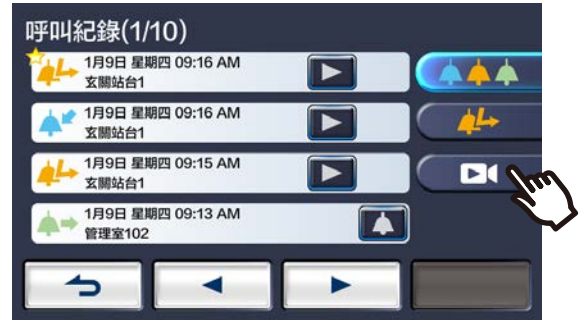 呼叫紀錄(1/10)
1月9日 星期四 09:16 AM
玄關站台1
1月9日 星期四 09:16 AM
玄關站台1
1月9日 星期四 09:15 AM
玄關站台1
1月9日 星期四 09:13 AM
管理室102